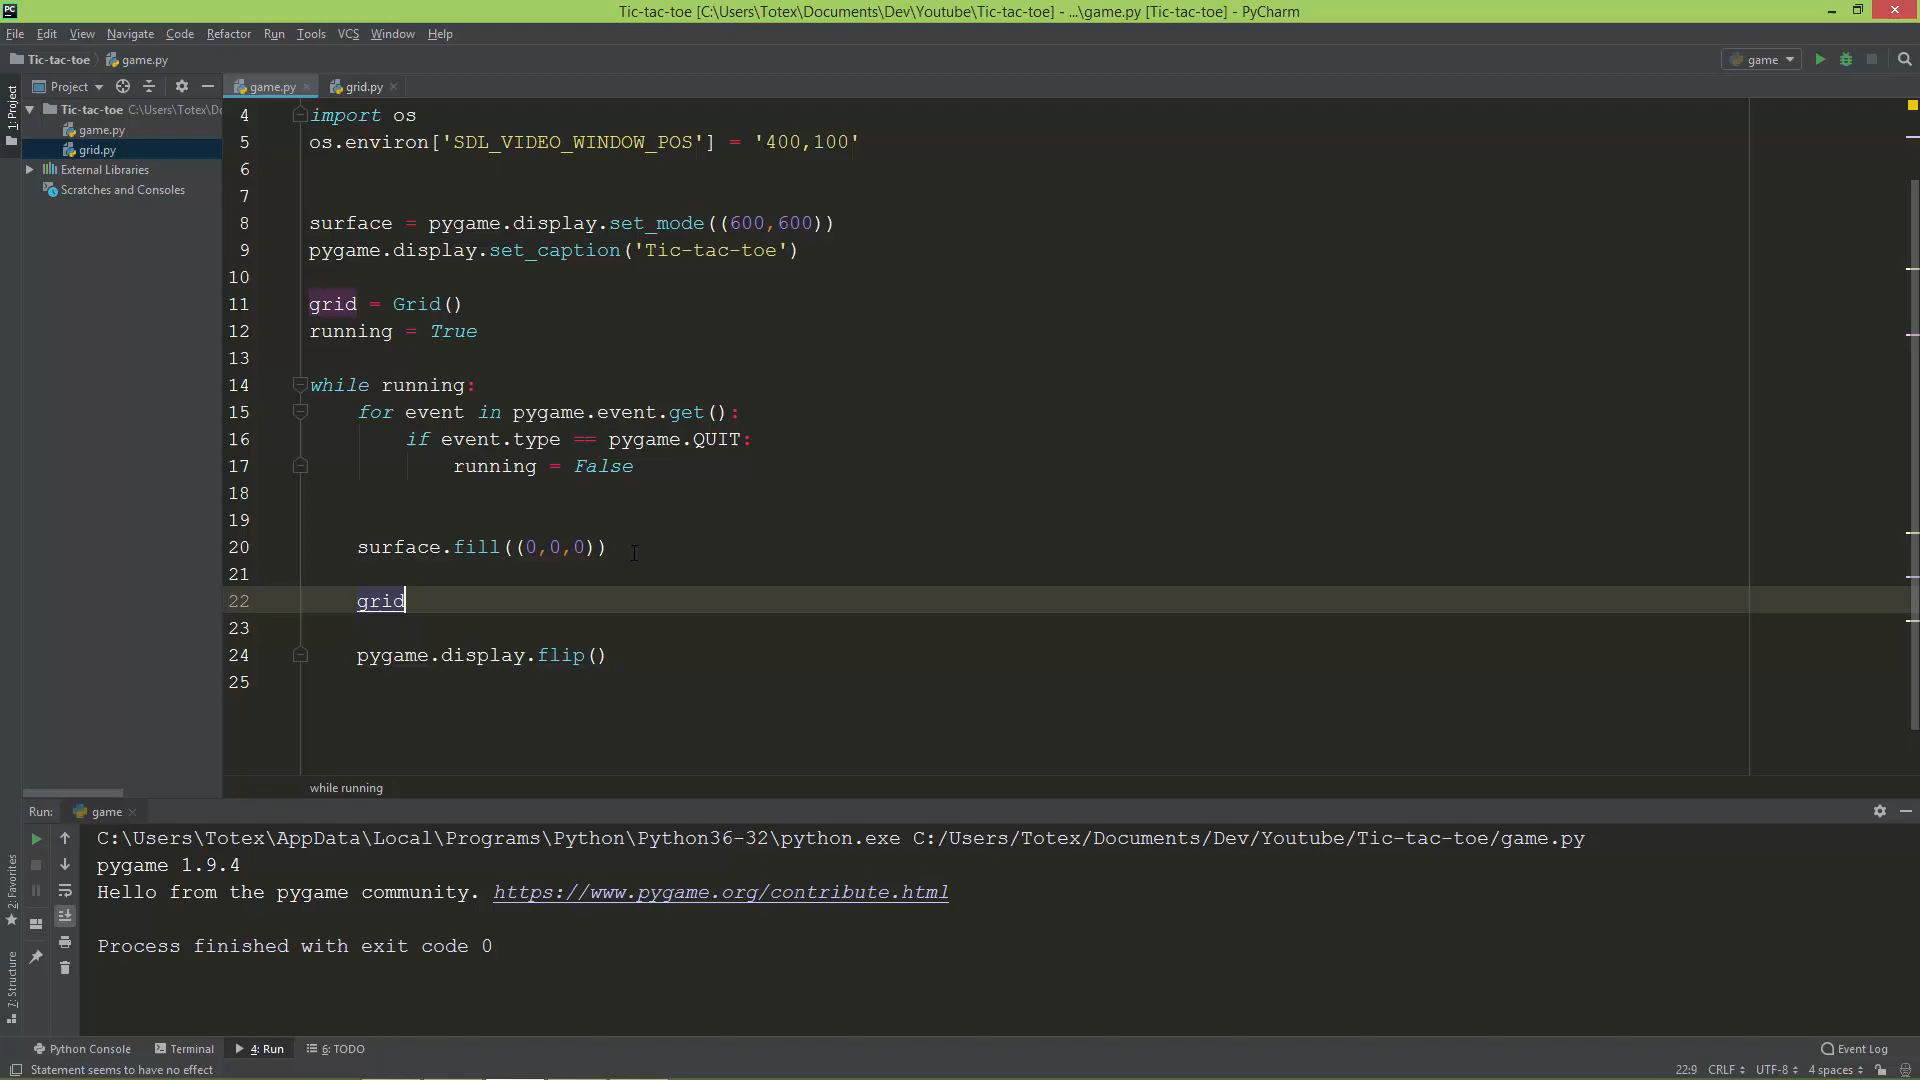 Tic-tac-toe [C:\Users\Totex\Documents\Dev\Youtube\Tic-tac-toe] - ...\game.py [Tic-tac-toe] - PyCharm
File Edit View Navigate Code Refactor Run Tools VCS Window Help
Tic-tac-toe game.py game
Project game.py grid.py
1: Project
Tic-tac-toe C:\Users\Totex\Do
game.py
grid.py
External Libraries
Scratches and Consoles
4 import os
5 os.environ['SDL_VIDEO_WINDOW_POS'] = '400,100'
6
7
8 surface = pygame.display.set_mode((600,600))
9 pygame.display.set_caption('Tic-tac-toe')
10
11 grid = Grid()
12 running = True
13
14 while running:
15 for event in pygame.event.get():
16 if event.type == pygame.QUIT:
17 running = False
18
19
20 surface.fill((0,0,0))
21
22 grid
23
24 pygame.display.flip()
25
while running
Run: game
C:\Users\Totex\AppData\Local\Programs\Python\Python36-32\python.exe C:/Users/Totex/Documents/Dev/Youtube/Tic-tac-toe/game.py
pygame 1.9.4
Hello from the pygame community. https://www.pygame.org/contribute.html
Process finished with exit code 0
2: Favorites
7: Structure
Python Console Terminal 4: Run 6: TODO Event Log
Statement seems to have no effect 22:9 CRLF UTF-8 4 spaces